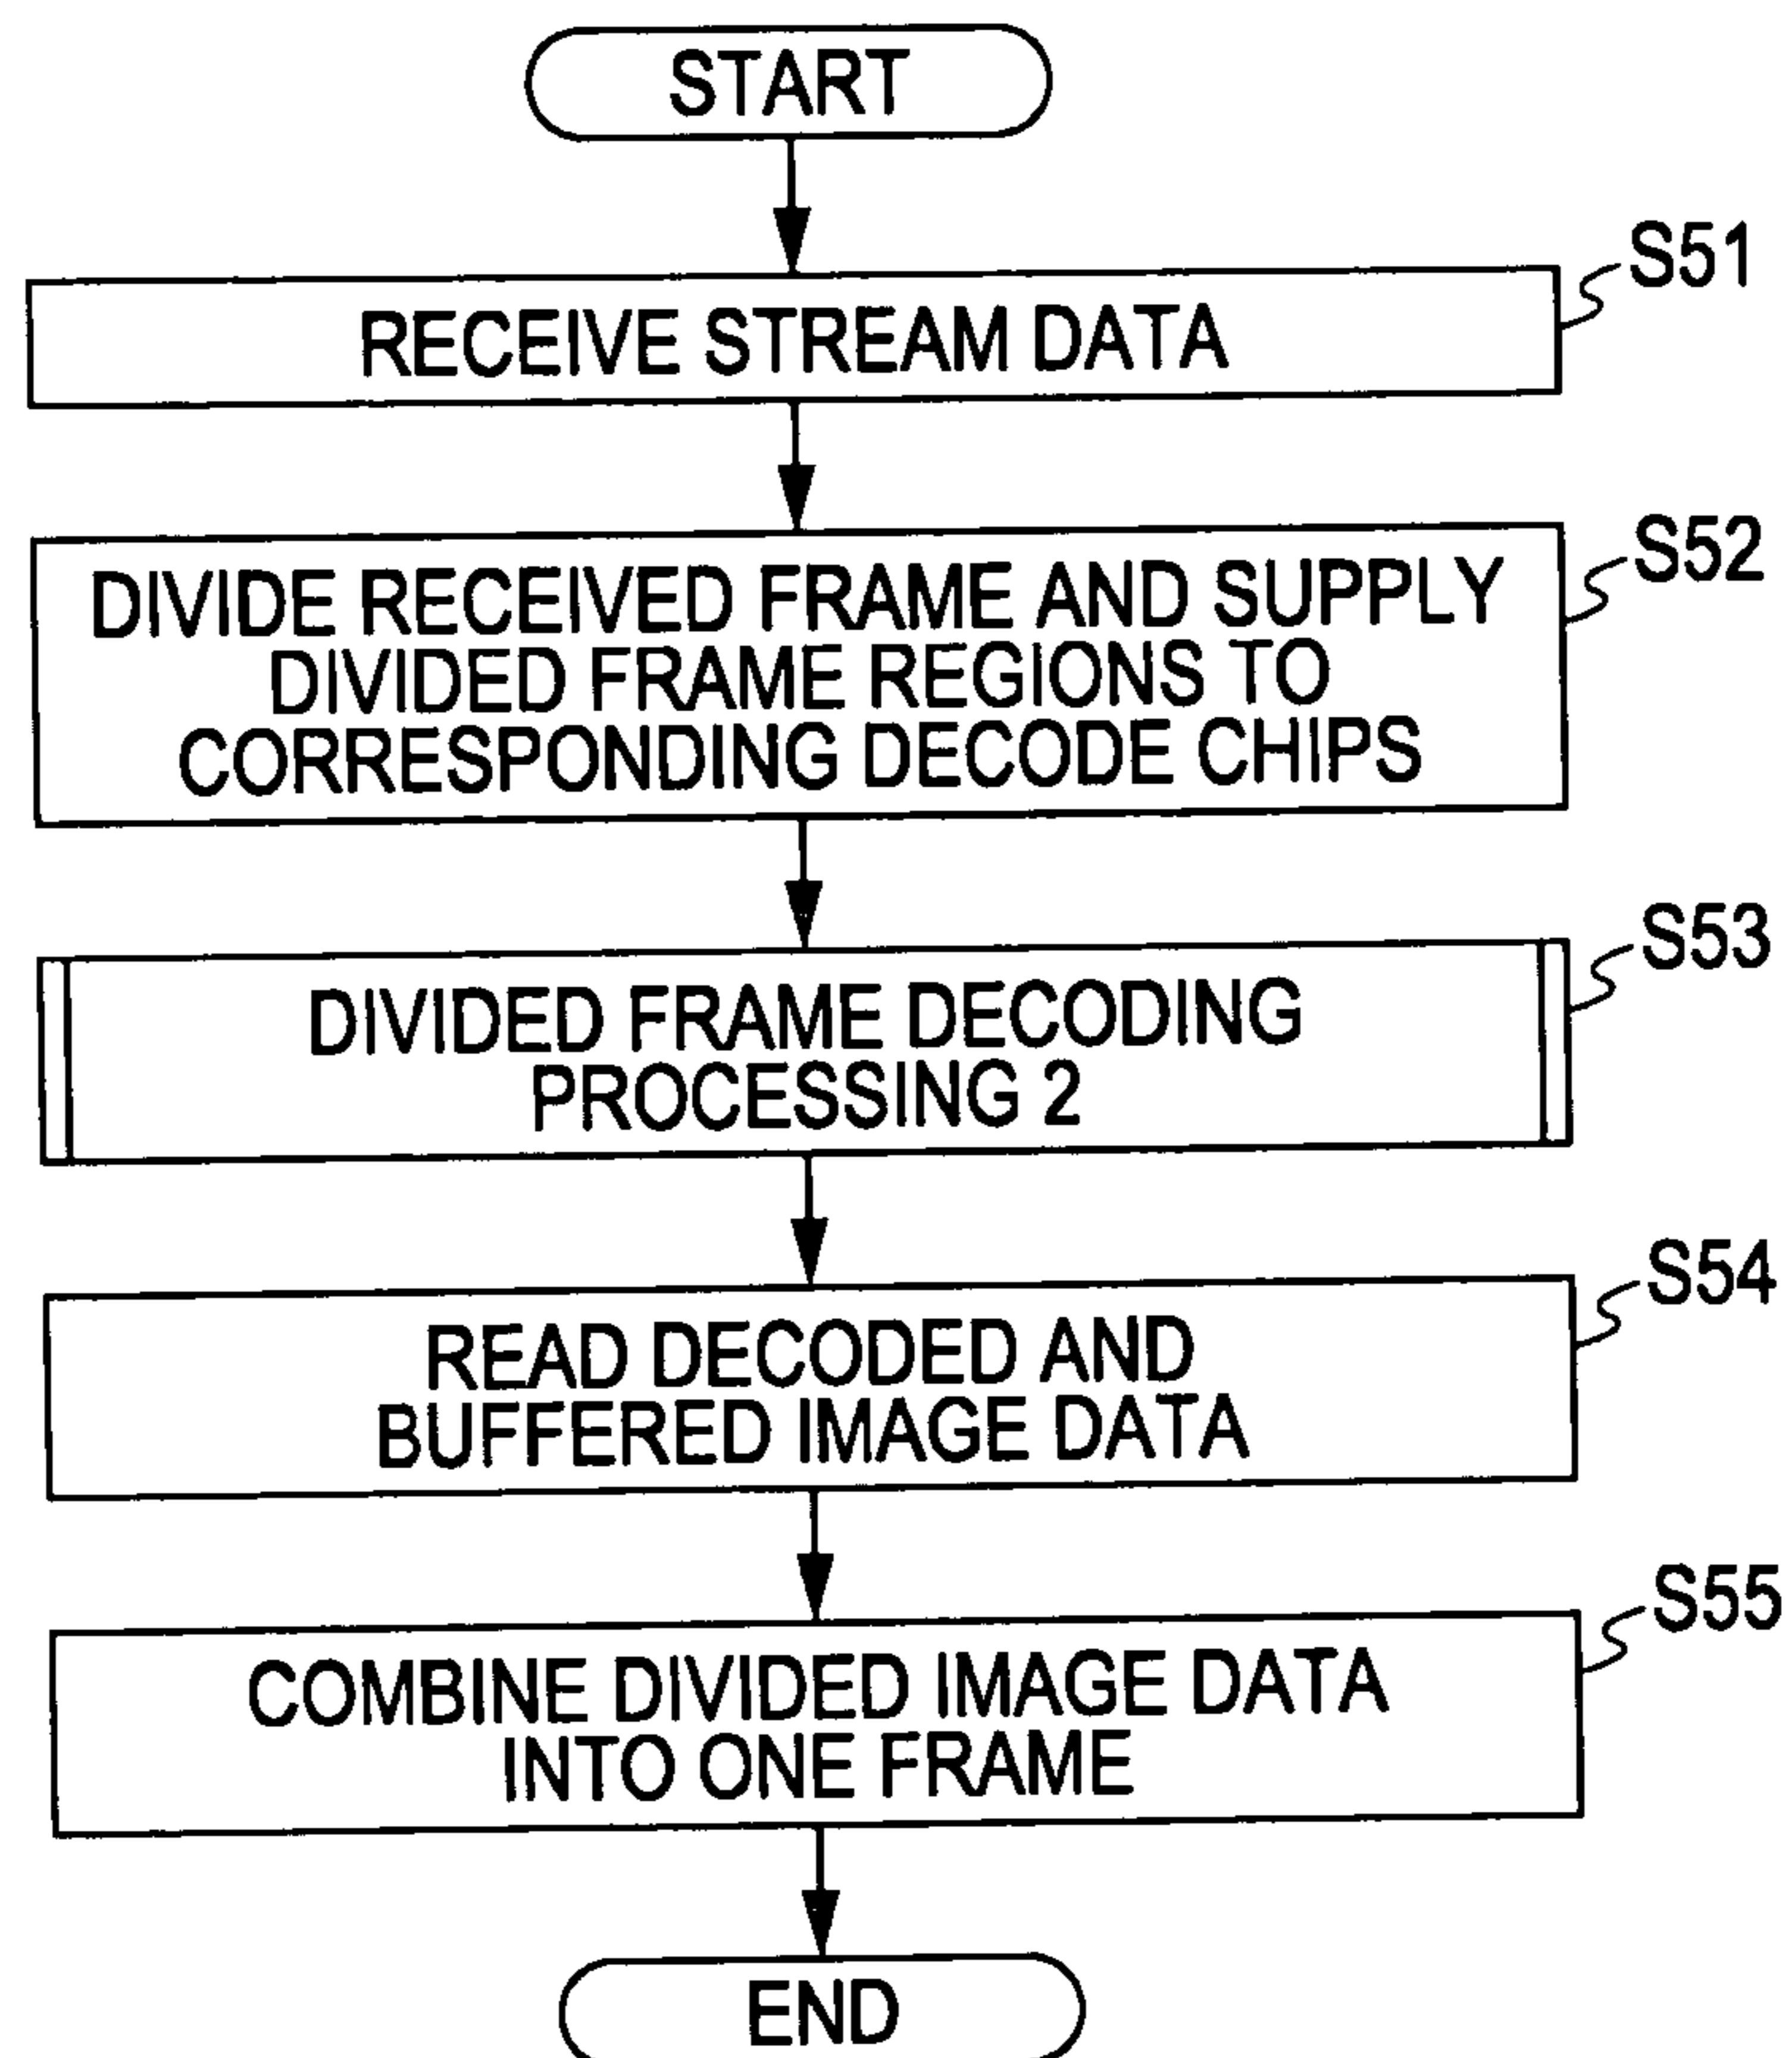 START
S51
RECEIVE STREAM DATA
S52
DIVIDE RECEIVED FRAME AND SUPPLY
DIVIDED FRAME REGIONS TO
CORRESPONDING DECODE CHIPS
S53
DIVIDED FRAME DECODING
PROCESSING 2
S54
READ DECODED AND
BUFFERED IMAGE DATA
S55
COMBINE DIVIDED IMAGE DATA
INTO ONE FRAME
END